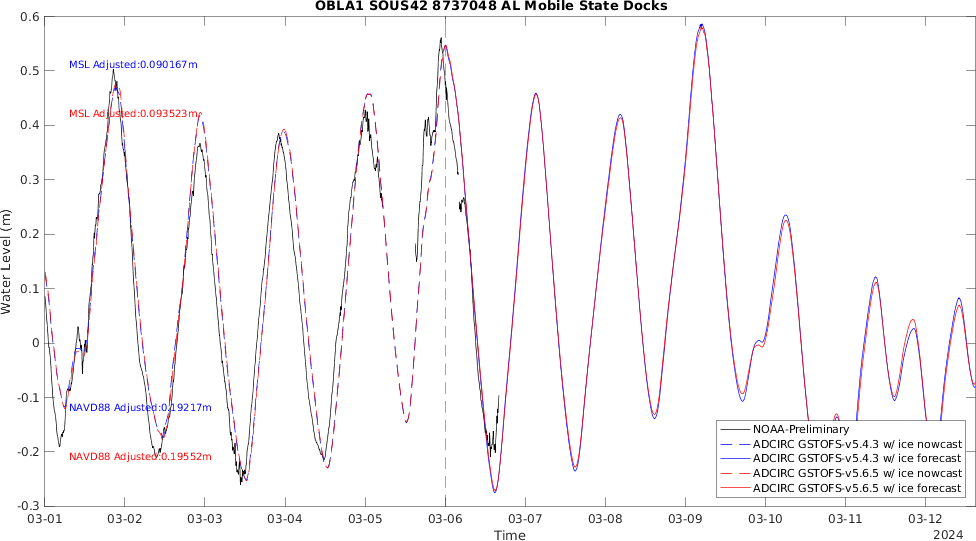 OBLA1 SOUS42 8737048 AL Mobile State Docks
Water Level (m)
0.6
0.5
0.4
0.3
0.2
0.1
0
-0.1
-0.2
-0.3
MSL Adjusted:0.090167m
MSL Adjusted:0.093523m
NAVD88 Adjusted:0.19217m
NAVD88 Adjusted:0.19552m
NOAA-Preliminary
ADCIRC GSTOFS-v5.4.3 w/ ice nowcast
ADCIRC GSTOFS-v5.4.3 w/ ice forecast
ADCIRC GSTOFS-v5.6.5 w/ ice nowcast
ADCIRC GSTOFS-v5.6.5 w/ ice forecast
03-01 03-02 03-03 03-04 03-05 03-06 03-07 03-08 03-09 03-10 03-11 03-12
Time
2024